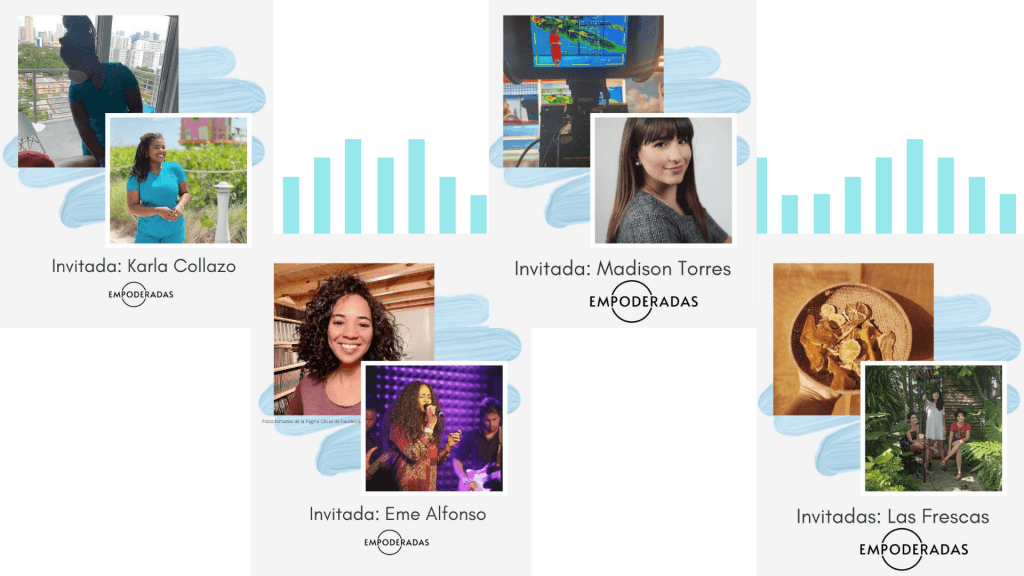 Invitada: Karla Collazo
EMPODERADAS
Invitada: Madison Torres
EMPODERADAS
Fotos tomadas de la Página Oficial de
Invitada: Eme Alfonso
EMPODERADAS
Invitadas: Las Frescas
EMPODERADAS